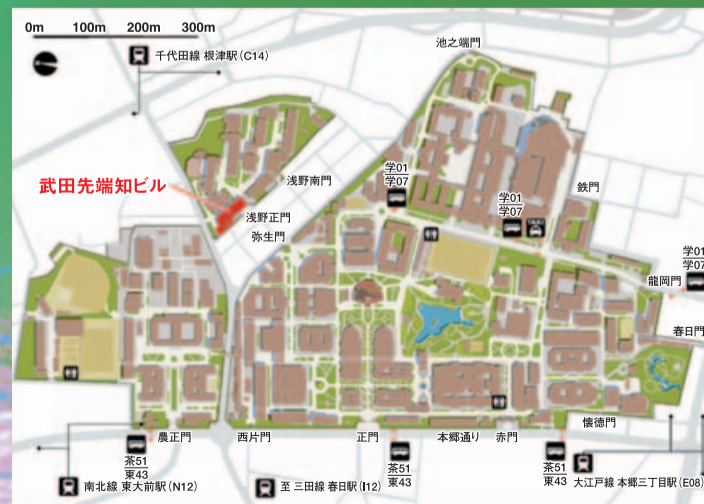 0m 100m 200m 300m
千代田線 根津駅(C14)
池之端門
武田先端知ビル
浅野南門
浅野正門
弥生門
学01
学07
学01
学07
TAXI
鉄門
学01
学07
龍岡門
春日門
懐徳門
農正門
西片門
正門
本郷通り
赤門
茶51
東43
茶51
東43
茶51
東43
南北線 東大前駅(N12)
至 三田線 春日駅(I12)
大江戸線 本郷三丁目駅(E08)